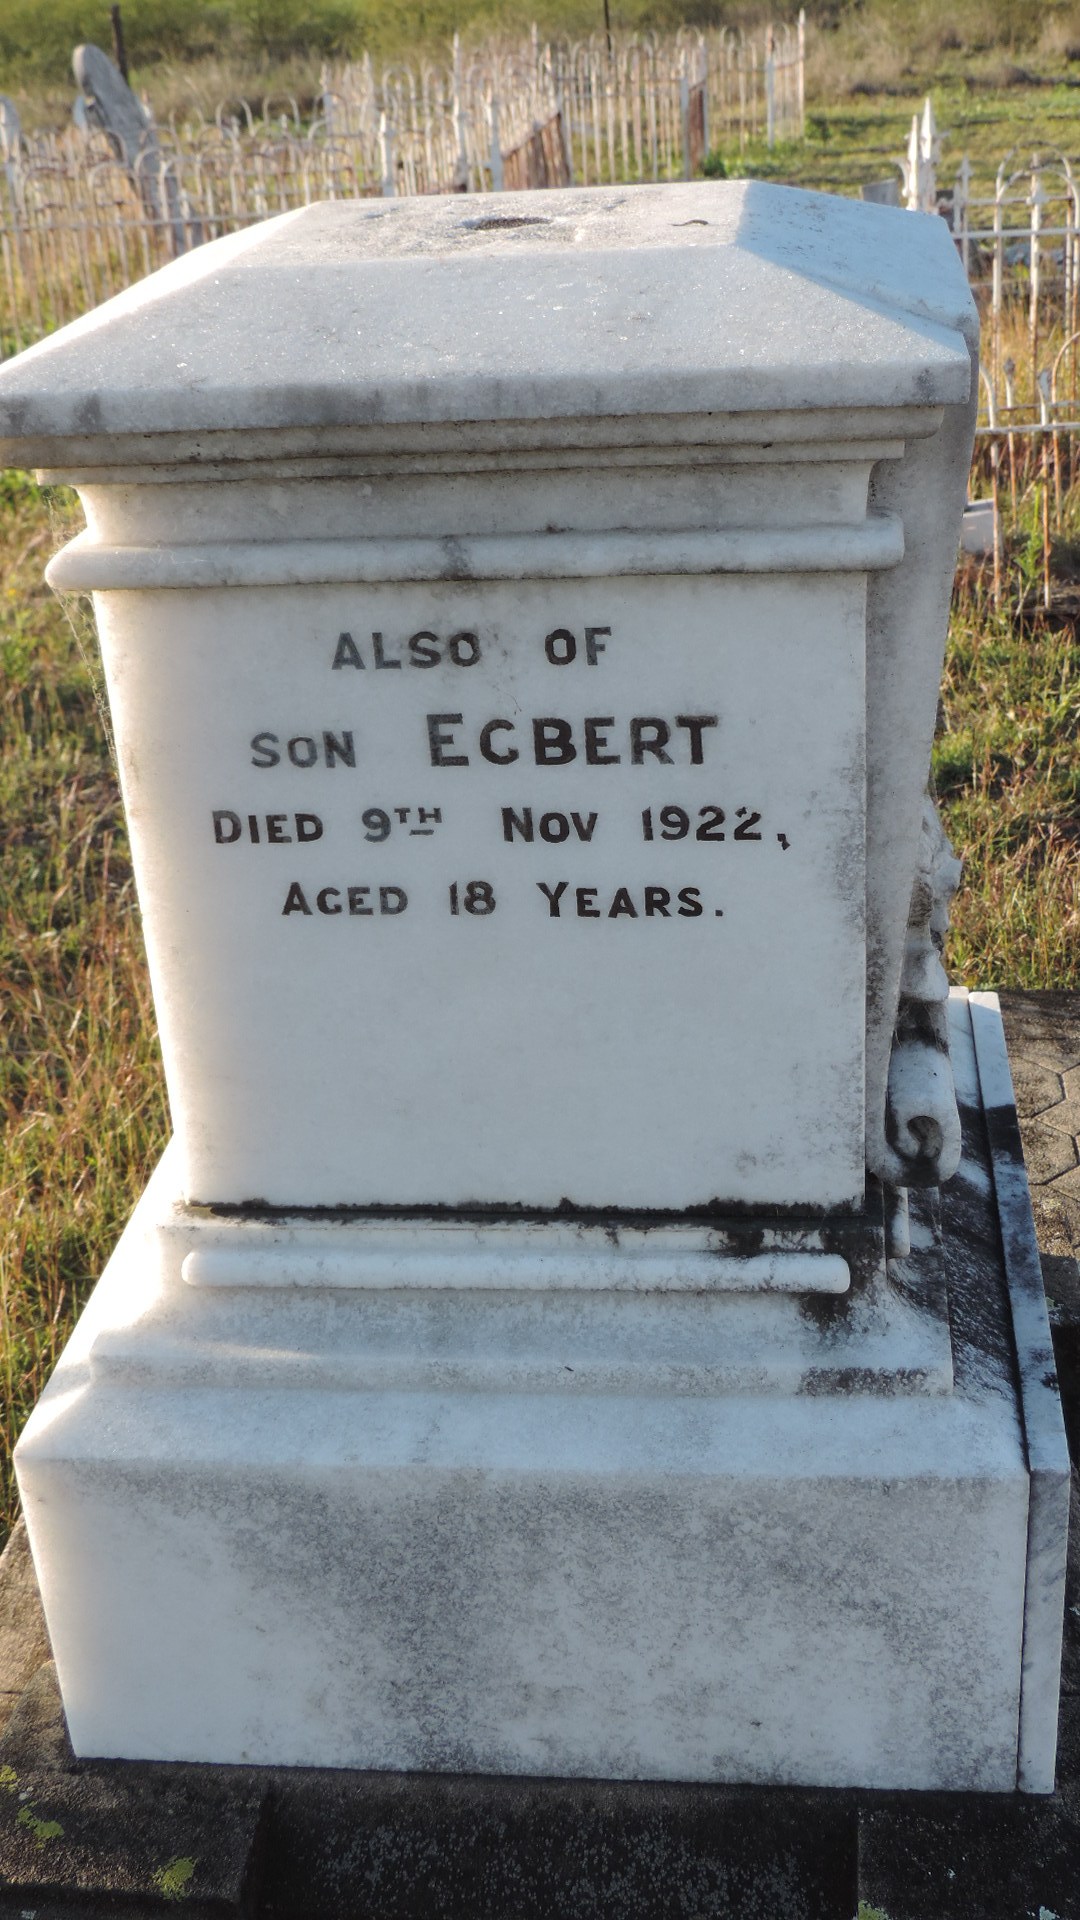 ALSO OF
SON EGBERT
DIED 9TH NOV 1922,
AGED 18 YEARS.